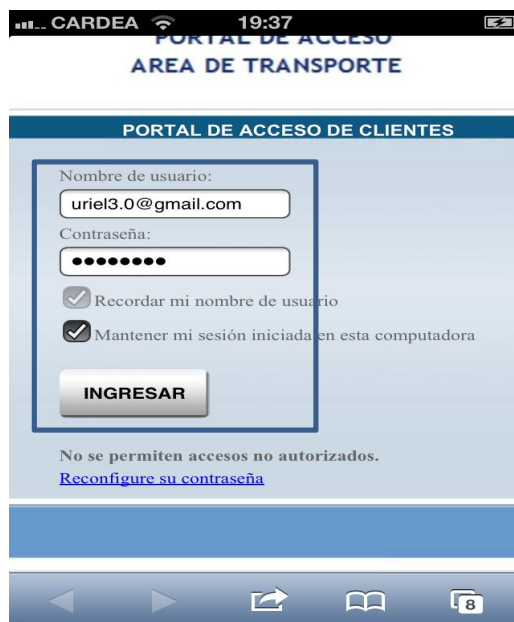 CARDEA 19:37
PORTAL DE ACCESO
AREA DE TRANSPORTE
PORTAL DE ACCESO DE CLIENTES
Nombre de usuario:
uriel3.0@gmail.com
Contraseña:
••••••••
Recordar mi nombre de usuario
Mantener mi sesión iniciada en esta computadora
INGRESAR
No se permiten accesos no autorizados.
Reconfigure su contraseña
8